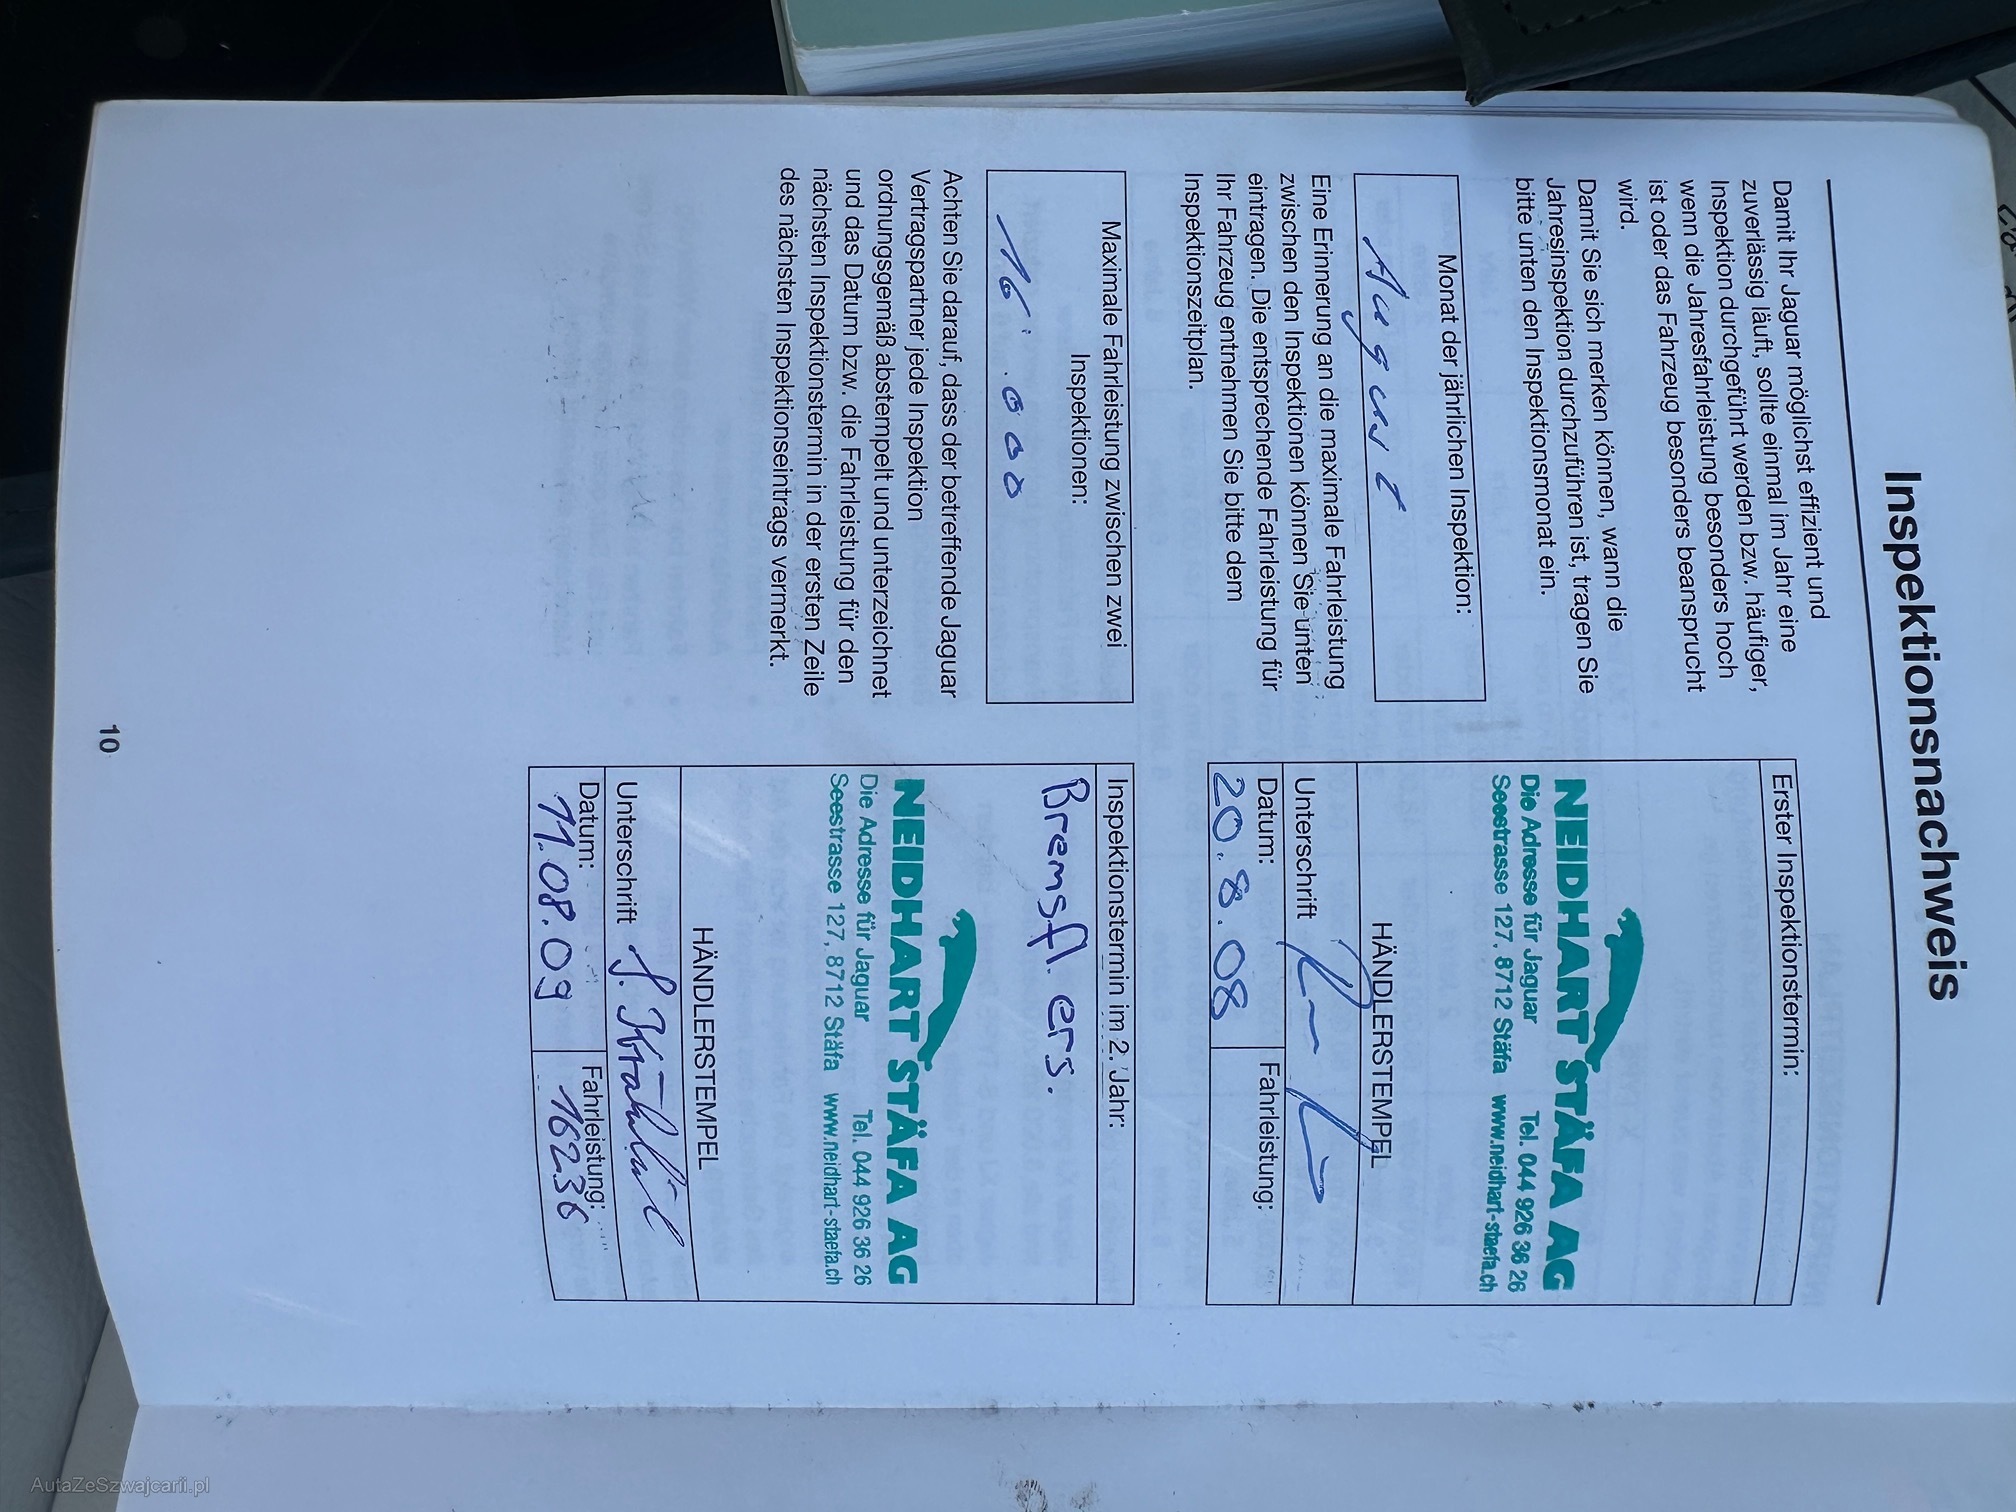 Inspektionsnachweis
Damit Ihr Jaguar möglichst effizient und
zuverlässig läuft, sollte einmal im Jahr eine
Inspektion durchgeführt werden bzw. häufiger,
wenn die Jahresfahrleistung besonders hoch
ist oder das Fahrzeug besonders beansprucht
wird.
Damit Sie sich merken können, wann die
Jahresinspektion durchzuführen ist, tragen Sie
bitte unten den Inspektionsmonat ein.
Monat der jährlichen Inspektion:
August
Eine Erinnerung an die maximale Fahrleistung
zwischen den Inspektionen können Sie unten
eintragen. Die entsprechende Fahrleistung für
Ihr Fahrzeug entnehmen Sie bitte dem
Inspektionszeitplan.
Maximale Fahrleistung zwischen zwei
Inspektionen:
16'.000
Achten Sie darauf, dass der betreffende Jaguar
Vertragspartner jede Inspektion
ordnungsgemäß abstempelt und unterzeichnet
und das Datum bzw. die Fahrleistung für den
nächsten Inspektionstermin in der ersten Zeile
des nächsten Inspektionseintrags vermerkt.
Erster Inspektionstermin:
NEIDHART STÄFA AG
Die Adresse für Jaguar Tel. 044 926 36 26
Seestrasse 127, 8712 Stäfa www.neidhart-staefa.ch
HÄNDLERSTEMPEL
Unterschrift
Datum: Fahrleistung:
20.8.08
Inspektionstermin im 2. Jahr:
Bremsfl. ers.
NEIDHART STÄFA AG
Die Adresse für Jaguar Tel. 044 926 36 26
Seestrasse 127, 8712 Stäfa www.neidhart-staefa.ch
HÄNDLERSTEMPEL
Unterschrift
Datum: Fahrleistung:
11.08.09 16236
10
AutaZeSzwajcarii.pl